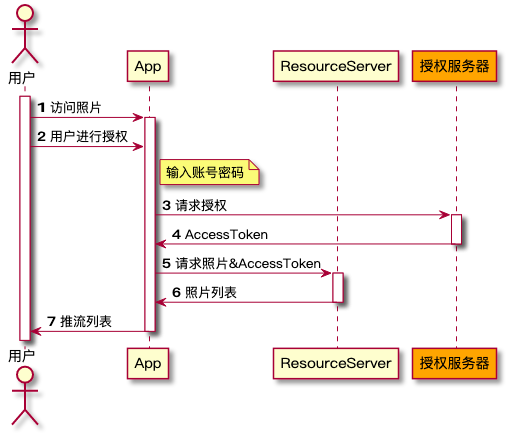 用户
App
ResourceServer
授权服务器
1 访问照片
2 用户进行授权
输入账号密码
3 请求授权
4 AccessToken
5 请求照片&AccessToken
6 照片列表
7 推流列表
用户
App
ResourceServer
授权服务器